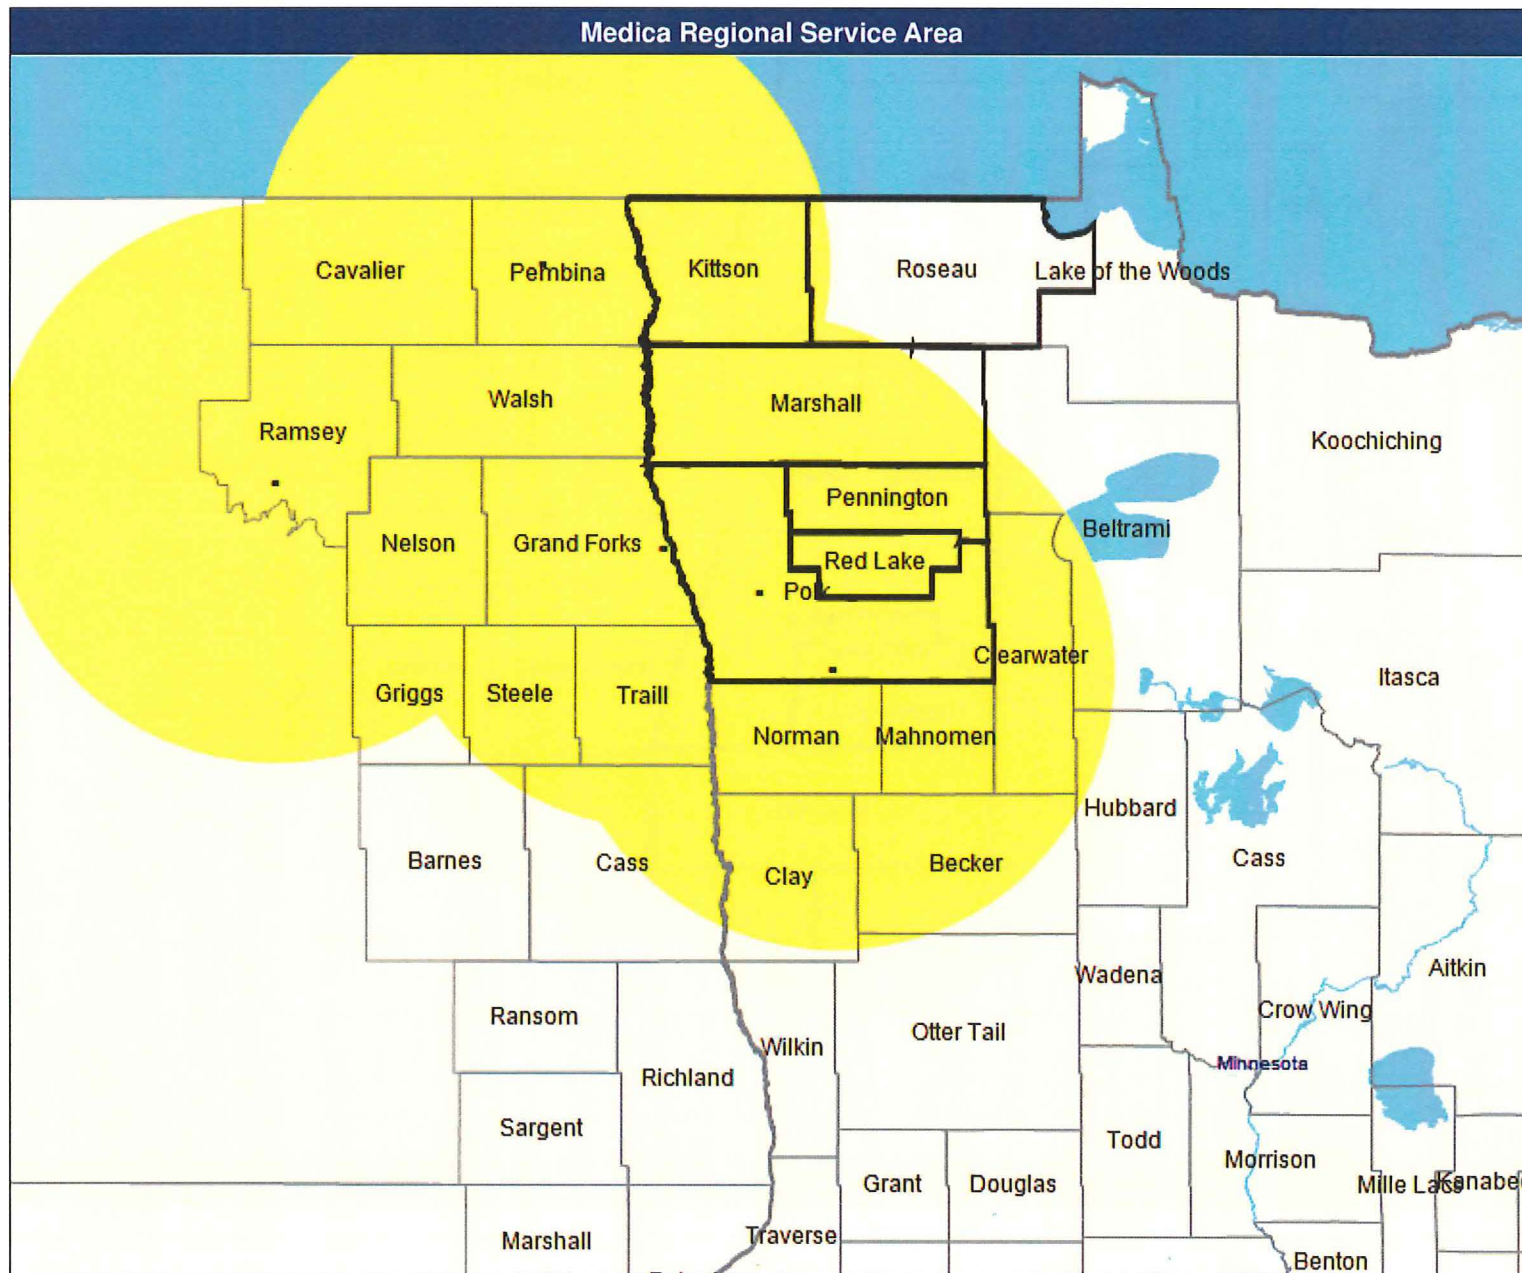 Medica Regional Service Area
Cavalier
Pembina
Kittson
Roseau
Lake of the Woods
Walsh
Marshall
Ramsey
Koochiching
Pennington
Nelson
Grand Forks
Beltrami
Red Lake
Polk
Clearwater
Griggs
Steele
Traill
Itasca
Norman
Mahnomen
Hubbard
Barnes
Cass
Clay
Becker
Cass
Wadena
Aitkin
Ransom
Crow Wing
Otter Tail
Wilkin
Minnesota
Richland
Sargent
Todd
Morrison
Grant
Douglas
Mille Lacs
Marshall
Traverse
Benton